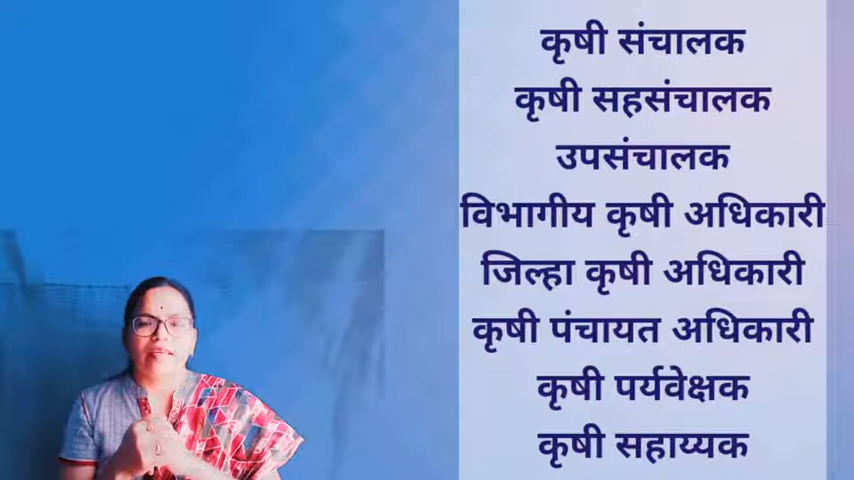 कृषी संचालक
कृषी सहसंचालक
उपसंचालक
विभागीय कृषी अधिकारी
जिल्हा कृषी अधिकारी
कृषी पंचायत अधिकारी
कृषी पर्यवेक्षक
कृषी सहाय्यक